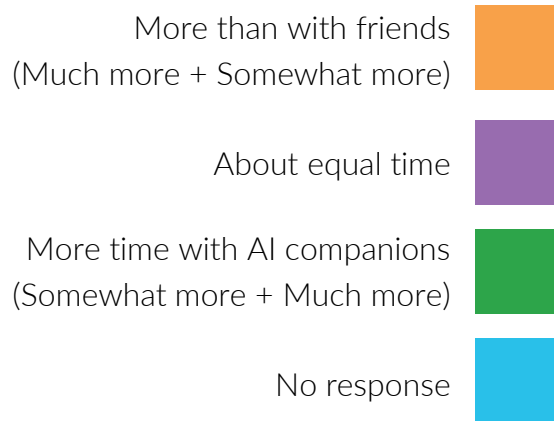 More than with friends
(Much more + Somewhat more)
About equal time
More time with AI companions
(Somewhat more + Much more)
No response